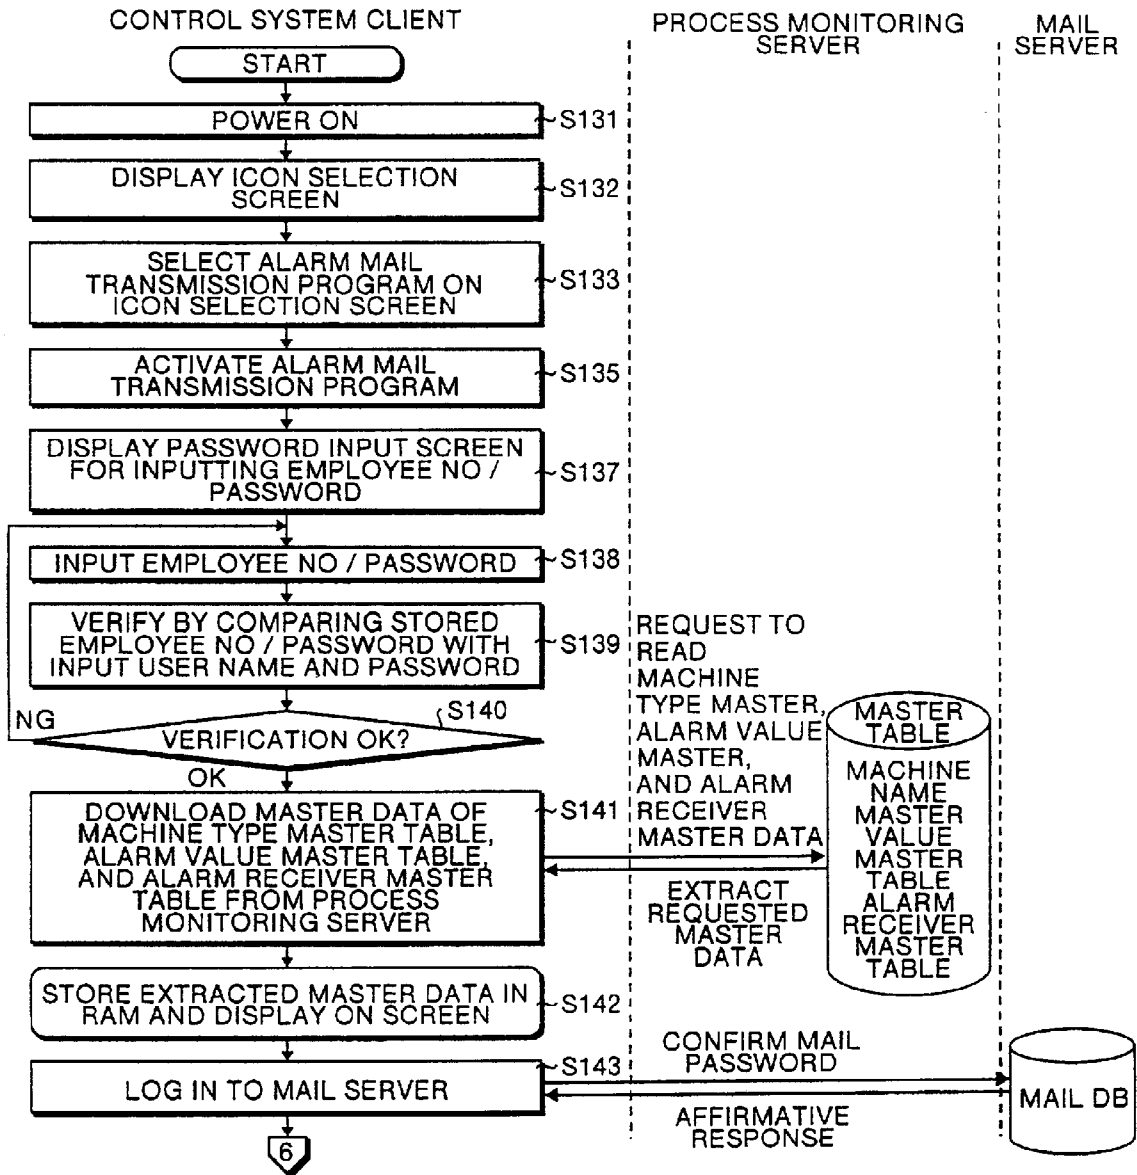 CONTROL SYSTEM CLIENT
PROCESS MONITORING
SERVER
MAIL
SERVER
START
POWER ON
S131
DISPLAY ICON SELECTION
SCREEN
S132
SELECT ALARM MAIL
TRANSMISSION PROGRAM ON
ICON SELECTION SCREEN
S133
ACTIVATE ALARM MAIL
TRANSMISSION PROGRAM
S135
DISPLAY PASSWORD INPUT SCREEN
FOR INPUTTING EMPLOYEE NO /
PASSWORD
S137
INPUT EMPLOYEE NO / PASSWORD
S138
VERIFY BY COMPARING STORED
EMPLOYEE NO / PASSWORD WITH
INPUT USER NAME AND PASSWORD
S139
NG
VERIFICATION OK?
S140
OK
DOWNLOAD MASTER DATA OF
MACHINE TYPE MASTER TABLE,
ALARM VALUE MASTER TABLE,
AND ALARM RECEIVER MASTER
TABLE FROM PROCESS
MONITORING SERVER
S141
REQUEST TO
READ
MACHINE
TYPE MASTER,
ALARM VALUE
MASTER,
AND ALARM
RECEIVER
MASTER DATA
EXTRACT
REQUESTED
MASTER
DATA
MASTER
TABLE
MACHINE
NAME
MASTER
VALUE
MASTER
TABLE
ALARM
RECEIVER
MASTER
TABLE
STORE EXTRACTED MASTER DATA IN
RAM AND DISPLAY ON SCREEN
S142
LOG IN TO MAIL SERVER
S143
CONFIRM MAIL
PASSWORD
AFFIRMATIVE
RESPONSE
MAIL DB
6